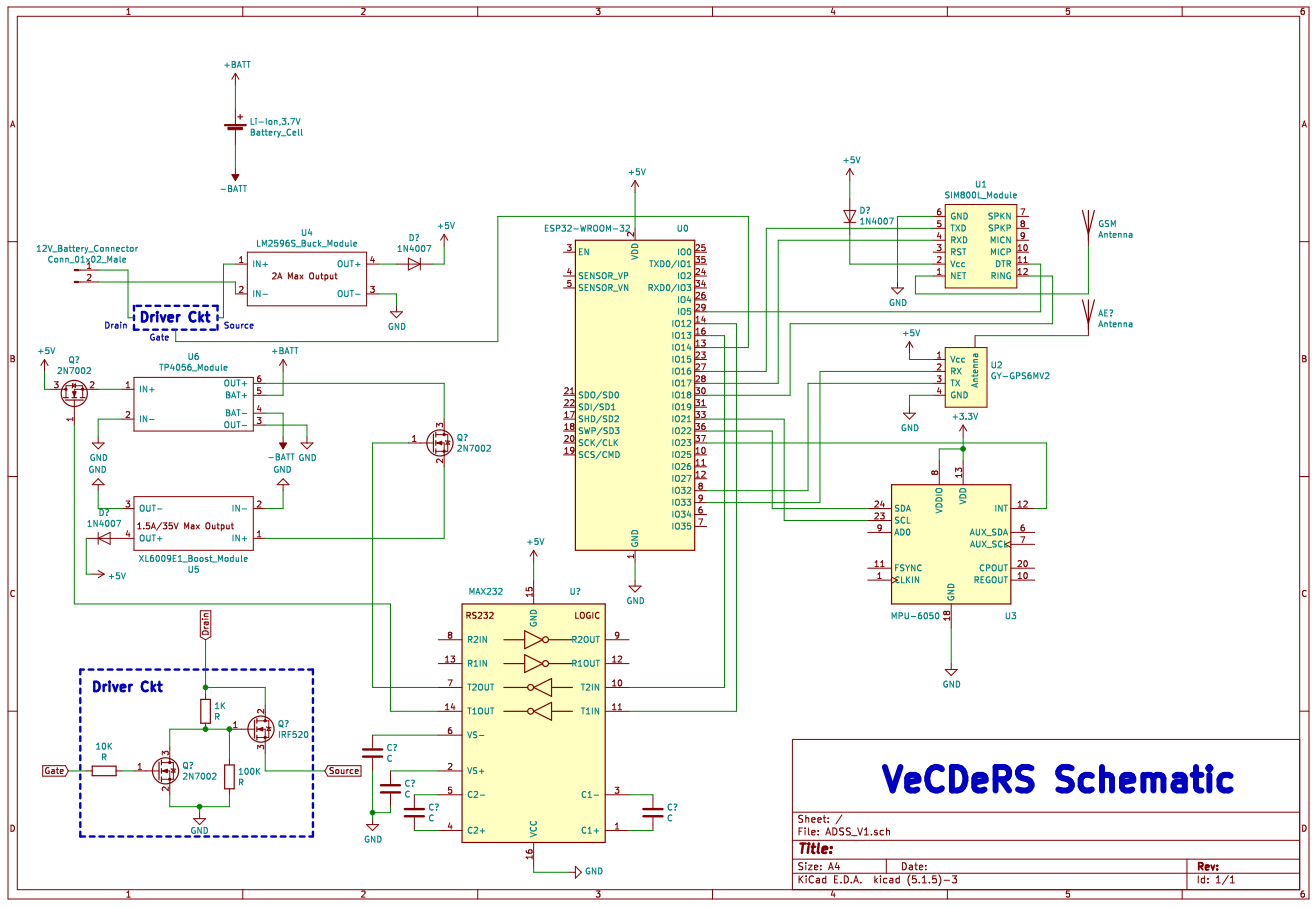 1 2 3 4 5 6
A
B
C
D
A
B
C
D
+BATT
+
Li-Ion,3.7V
Battery_Cell
-BATT
12V_Battery_Connector
Conn_01x02_Male
1
2
Driver Ckt
Drain
Source
Gate
U4
LM2596S_Buck_Module
1 IN+
2 IN-
2A Max Output
OUT+ 4
OUT- 3
D?
1N4007
+5V
GND
+5V
Q?
2N7002
3 2
1
U6
TP4056_Module
1 IN+
2 IN-
OUT+ 6
BAT+ 5
BAT- 4
OUT- 3
+BATT
-BATT
GND
GND
GND
GND
3 OUT-
4 OUT+
IN- 2
IN+ 1
1.5A/35V Max Output
XL6009E1_Boost_Module
U5
D?
1N4007
+5V
1
3
2
Q?
2N7002
Drain
Driver Ckt
1K
R
Q?
IRF520
1
2
3
10K
R
Gate
1
3
2
Q?
2N7002
100K
R
GND
Source
ESP32-WROOM-32
U0
+5V
2
VDD
3 EN
4 SENSOR_VP
5 SENSOR_VN
21 SDO/SD0
22 SDI/SD1
17 SHD/SD2
18 SWP/SD3
20 SCK/CLK
19 SCS/CMD
IO0 25
TXD0/IO1 35
IO2 24
RXD0/IO3 34
IO4 26
IO5 29
IO12 14
IO13 16
IO14 13
IO15 23
IO16 27
IO17 28
IO18 30
IO19 31
IO21 33
IO22 36
IO23 37
IO25 10
IO26 11
IO27 12
IO32 8
IO33 9
IO34 6
IO35 7
GND
1
GND
+5V
D?
1N4007
GND
U1
SIM800L_Module
6 GND
5 TXD
4 RXD
3 RST
2 Vcc
1 NET
SPKN 7
SPKP 8
MICN 9
MICP 10
DTR 11
RING 12
GSM
Antenna
AE?
Antenna
+5V
1 Vcc
2 RX
3 TX
4 GND
Antenna
U2
GY-GPS6MV2
GND
+3.3V
8
13
VDDIO
VDD
24 SDA
23 SCL
9 AD0
11 FSYNC
1 CLKIN
INT 12
AUX_SDA 6
AUX_SCL 7
CPOUT 20
REGOUT 10
GND
18
MPU-6050
U3
GND
+5V
MAX232
U?
15
GND
RS232
LOGIC
8 R2IN
R2OUT 9
13 R1IN
R1OUT 12
7 T2OUT
T2IN 10
14 T1OUT
T1IN 11
6 VS-
2 VS+
5 C2-
4 C2+
C1- 3
C1+ 1
VCC
16
GND
C?
C
C?
C
C?
C
C?
C
GND
VeCDeRS Schematic
Sheet: /
File: ADSS_V1.sch
Title:
Size: A4 Date: Rev:
KiCad E.D.A. kicad (5.1.5)-3 Id: 1/1
1 2 3 4 5 6